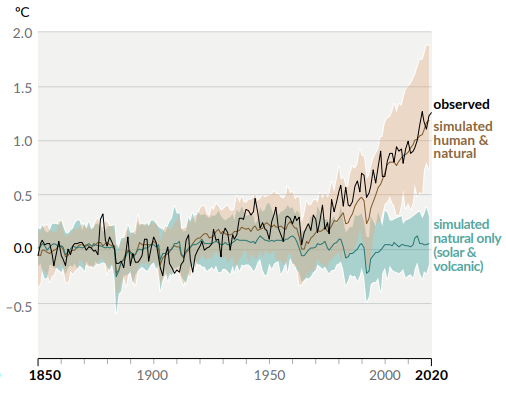 °C
2.0
1.5
1.0
0.5
0.0
−0.5
observed
simulated
human &
natural
simulated
natural only
(solar &
volcanic)
1850 1900 1950 2000 2020